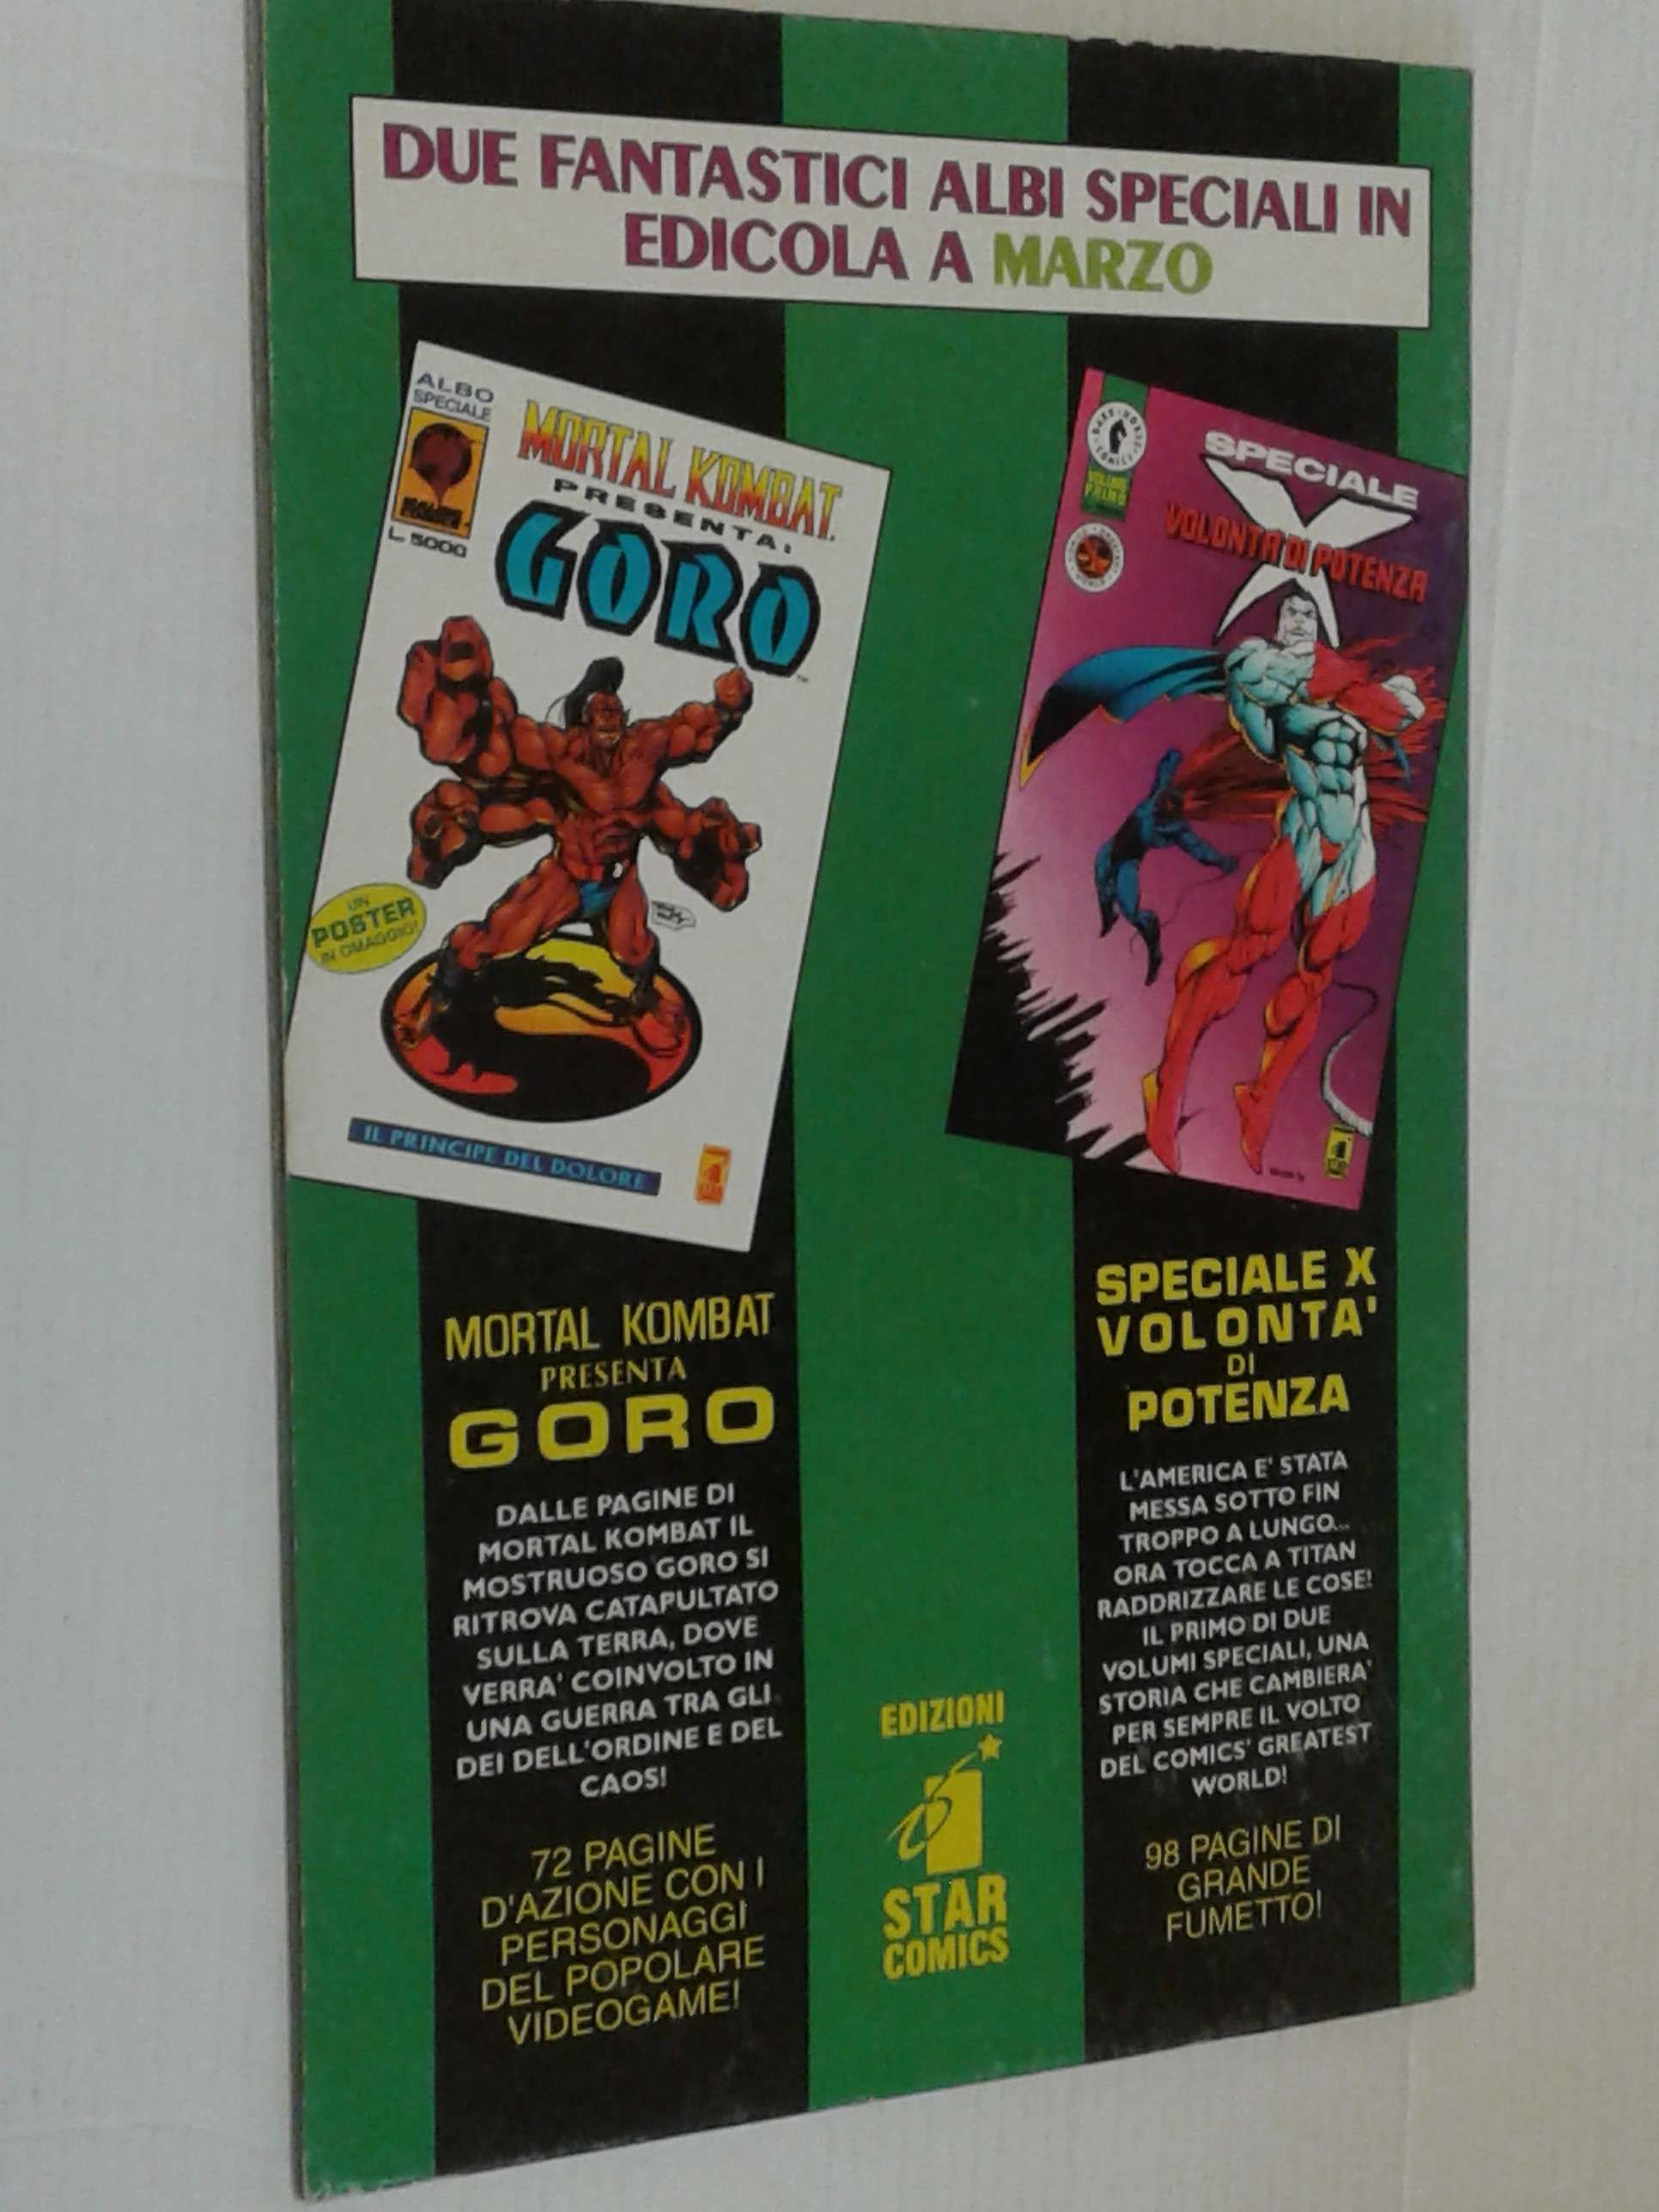 DUE FANTASTICI ALBI SPECIALI IN
EDICOLA A MARZO
ALBO
SPECIALE
L. 5000
MORTAL KOMBAT
PRESENTA:
GORO
UN
POSTER
IN OMAGGIO!
IL PRINCIPE DEL DOLORE
DARK HORSE
COMICS
VOLUME
PRIMO
SPECIALE
X
VOLONTA DI POTENZA
MORTAL KOMBAT
PRESENTA
GORO
DALLE PAGINE DI
MORTAL KOMBAT IL
MOSTRUOSO GORO SI
RITROVA CATAPULTATO
SULLA TERRA, DOVE
VERRA' COINVOLTO IN
UNA GUERRA TRA GLI
DEI DELL'ORDINE E DEL
CAOS!
72 PAGINE
D'AZIONE CON I
PERSONAGGI
DEL POPOLARE
VIDEOGAME!
SPECIALE X
VOLONTA'
DI
POTENZA
L'AMERICA E' STATA
MESSA SOTTO FIN
TROPPO A LUNGO...
ORA TOCCA A TITAN
RADDRIZZARE LE COSE!
IL PRIMO DI DUE
VOLUMI SPECIALI, UNA
STORIA CHE CAMBIERA'
PER SEMPRE IL VOLTO
DEL COMICS' GREATEST
WORLD!
98 PAGINE DI
GRANDE
FUMETTO!
EDIZIONI
STAR
COMICS